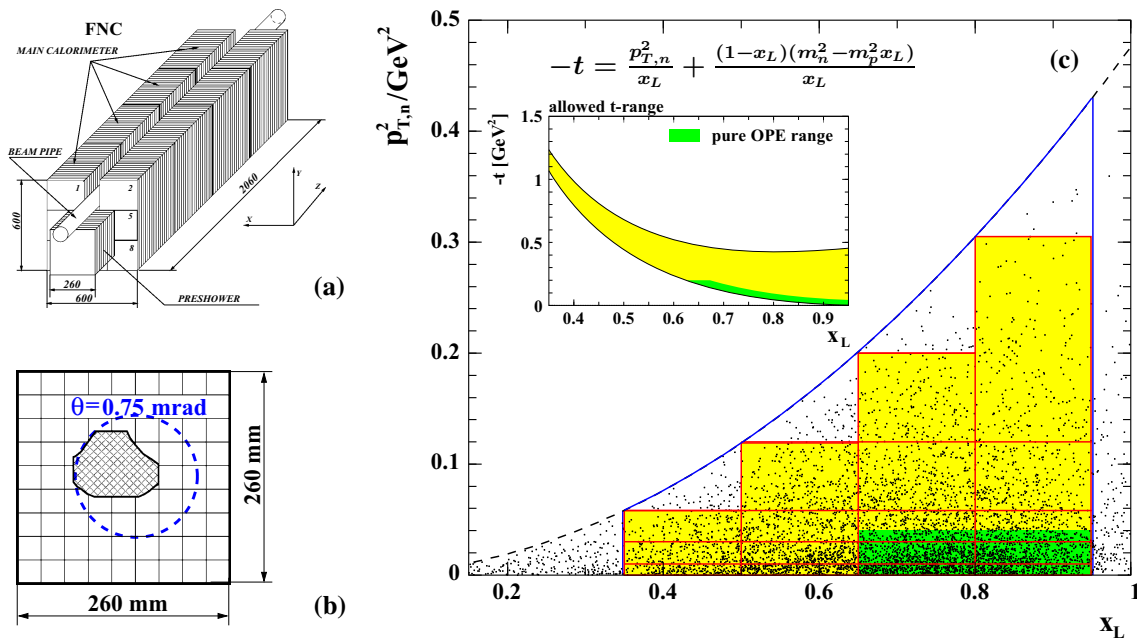 FNC
MAIN CALORIMETER
BEAM PIPE
1
2
5
8
600
2060
Y
Z
X
260
600
PRESHOWER
(a)
θ=0.75 mrad
260 mm
260 mm
(b)
p²T,n/GeV²
0.5
0.4
0.3
0.2
0.1
0
−t = p²T,n/xL + (1−xL)(m²n−m²p xL)/xL
(c)
allowed t-range
-t [GeV²]
1.5
1
0.5
0
pure OPE range
0.4 0.5 0.6 0.7 0.8 0.9
xL
0.2 0.4 0.6 0.8 1
xL